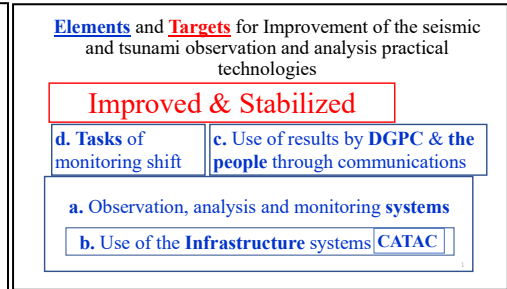 Elements and Targets for Improvement of the seismic
and tsunami observation and analysis practical
technologies
Improved & Stabilized
d. Tasks of
monitoring shift
c. Use of results by DGPC & the
people through communications
a. Observation, analysis and monitoring systems
b. Use of the Infrastructure systems CATAC
1